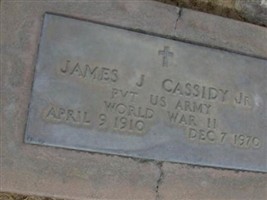 JAMES J CASSIDY JR.
PVT US ARMY
WORLD WAR II
APRIL 9 1910 DEC 7 1970